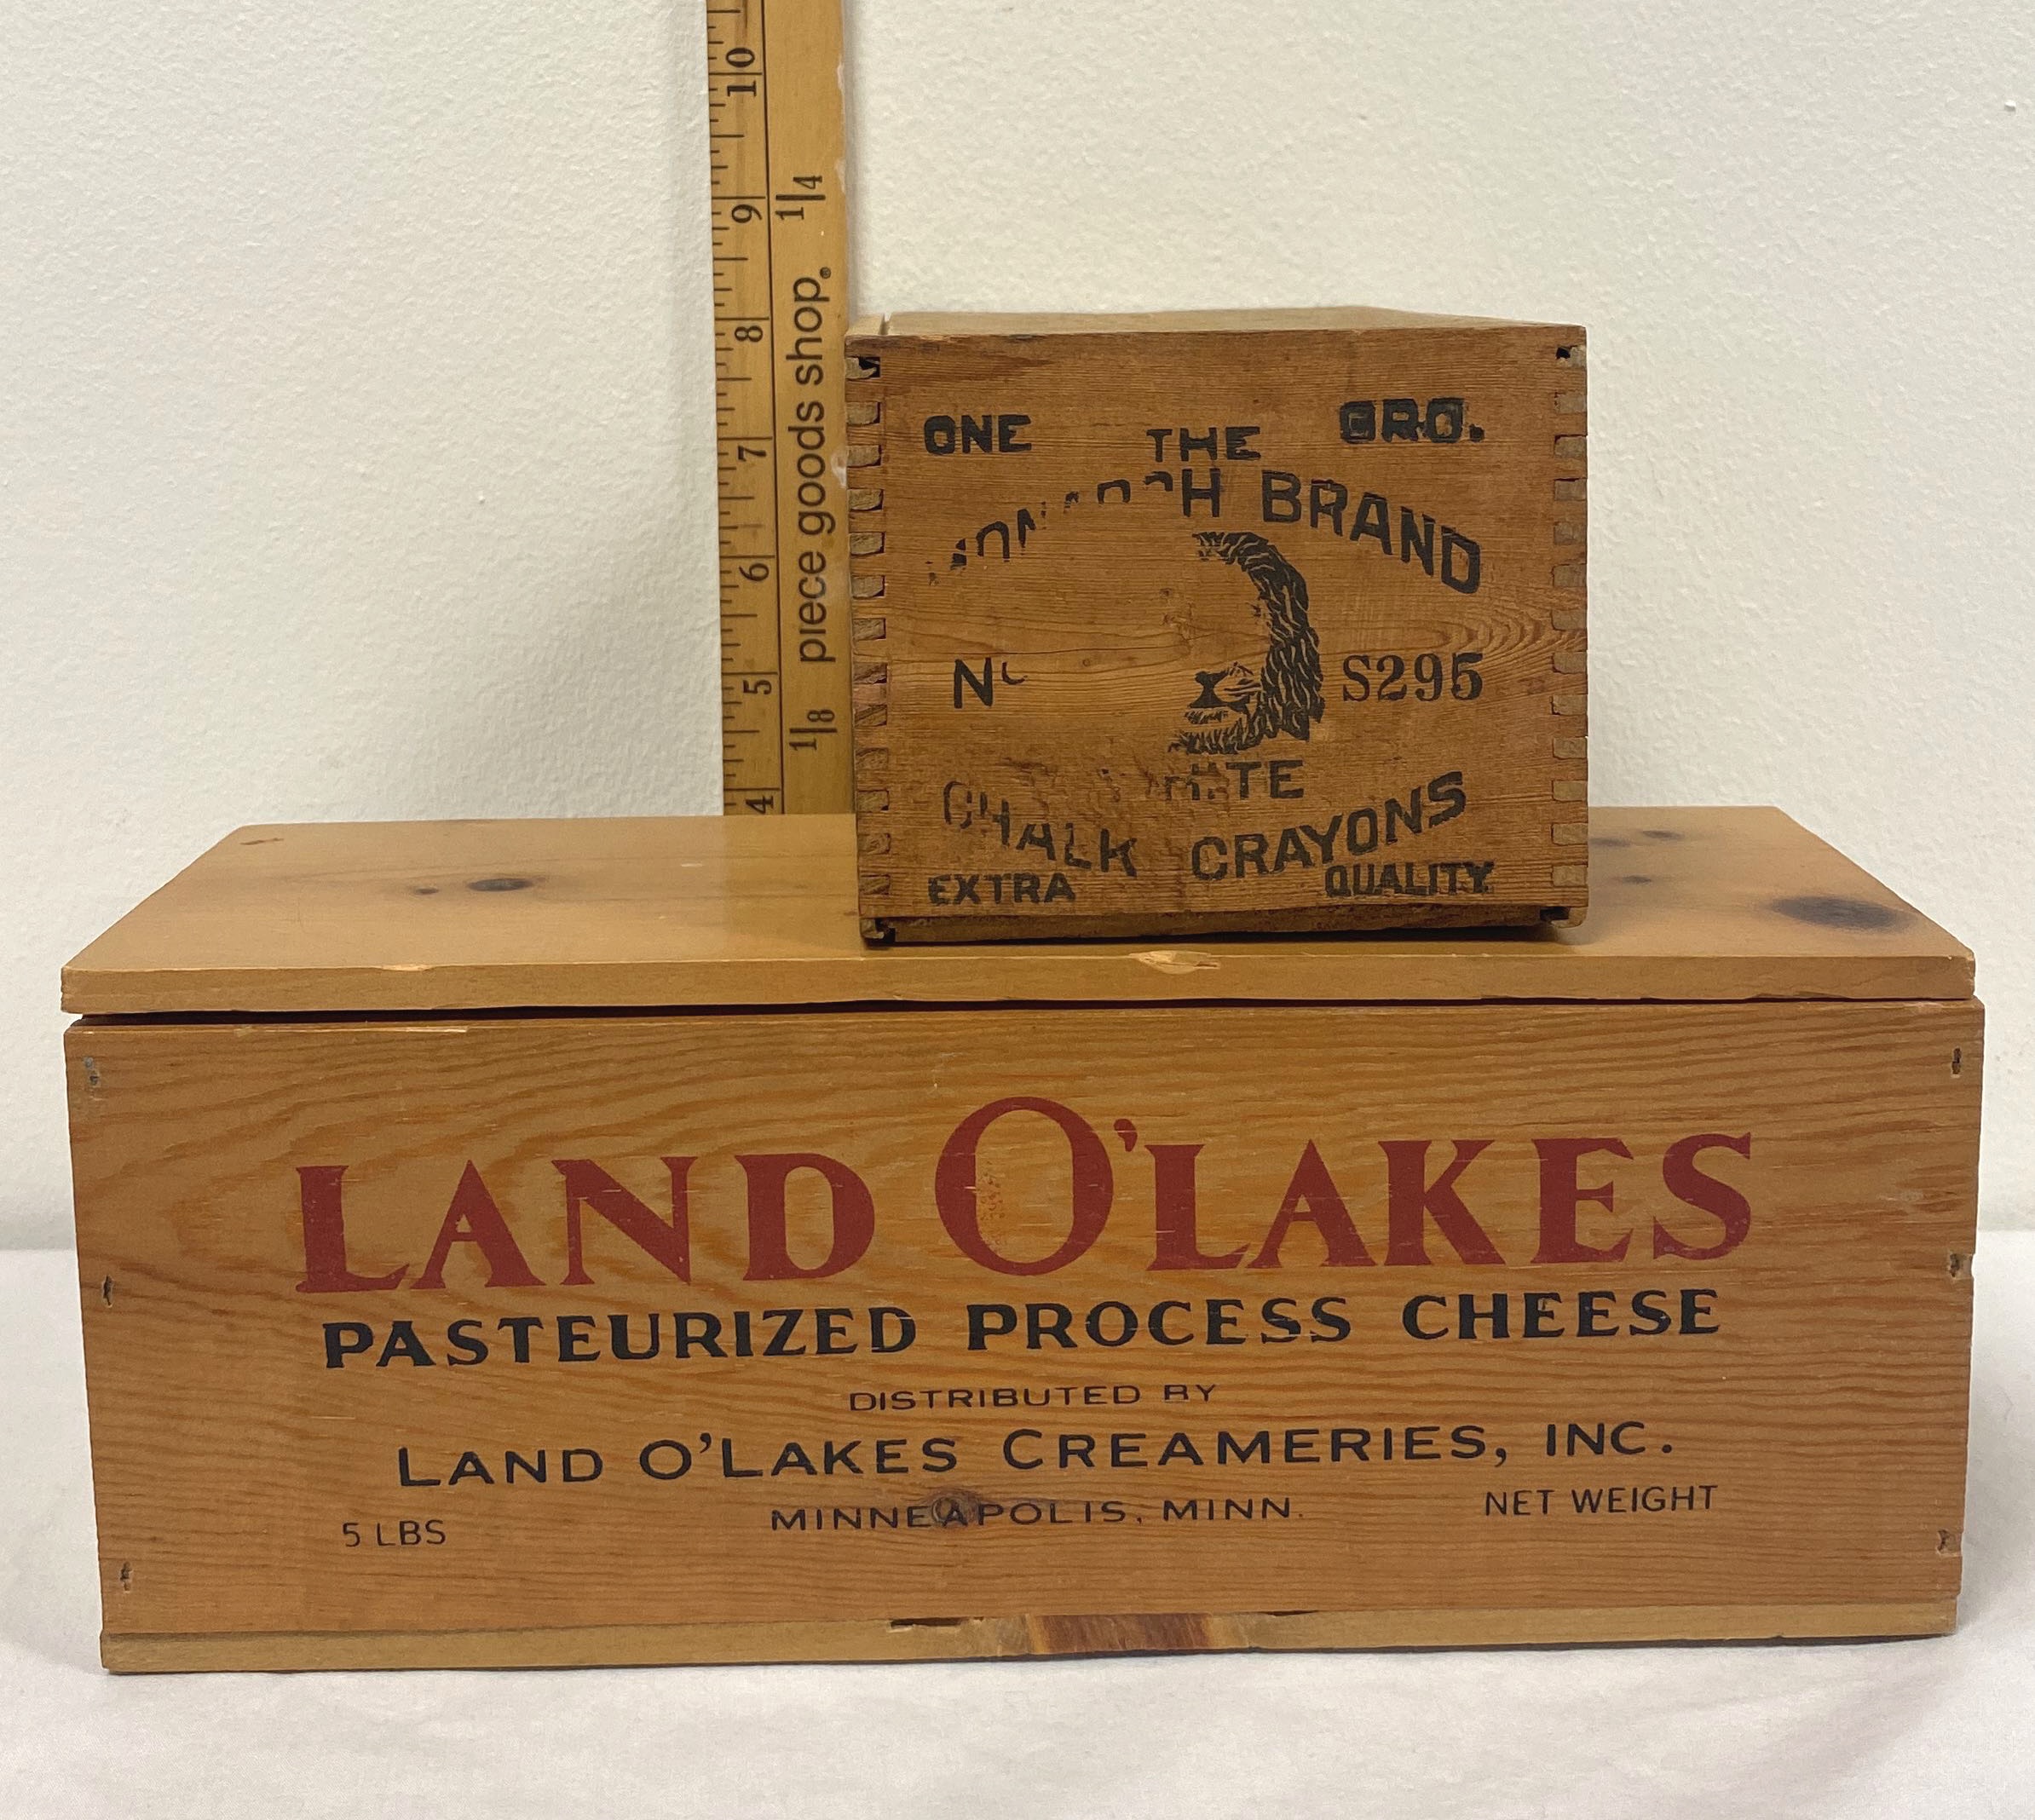 10
9
8
7
6
5
4
1/4
1/8
piece goods shop®
ONE THE GRO.
BRAND
S295
CHALK CRAYONS
EXTRA QUALITY
LAND O'LAKES
PASTEURIZED PROCESS CHEESE
DISTRIBUTED BY
LAND O'LAKES CREAMERIES, INC.
MINNEAPOLIS, MINN.
5 LBS NET WEIGHT